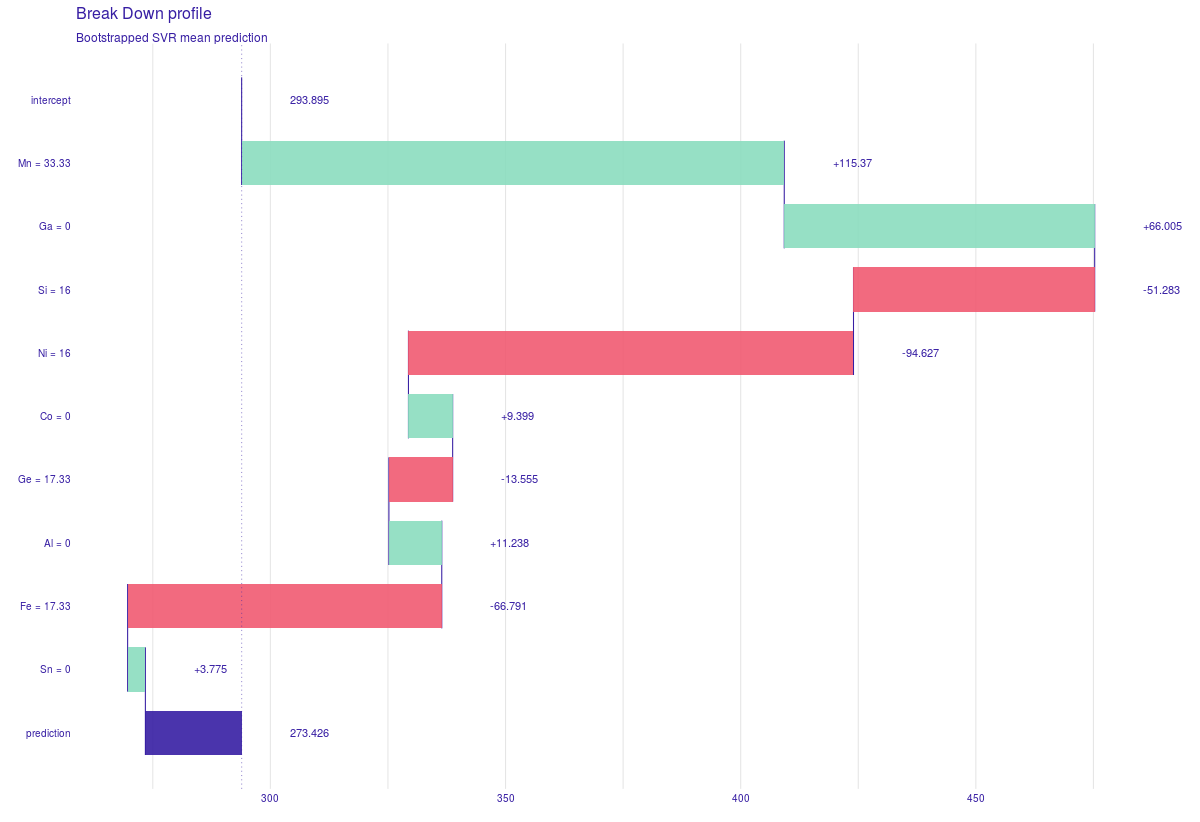 Break Down profile
Bootstrapped SVR mean prediction
intercept 293.895
Mn = 33.33 +115.37
Ga = 0 +66.005
Si = 16 -51.283
Ni = 16 -94.627
Co = 0 +9.399
Ge = 17.33 -13.555
Al = 0 +11.238
Fe = 17.33 -66.791
Sn = 0 +3.775
prediction 273.426
300 350 400 450